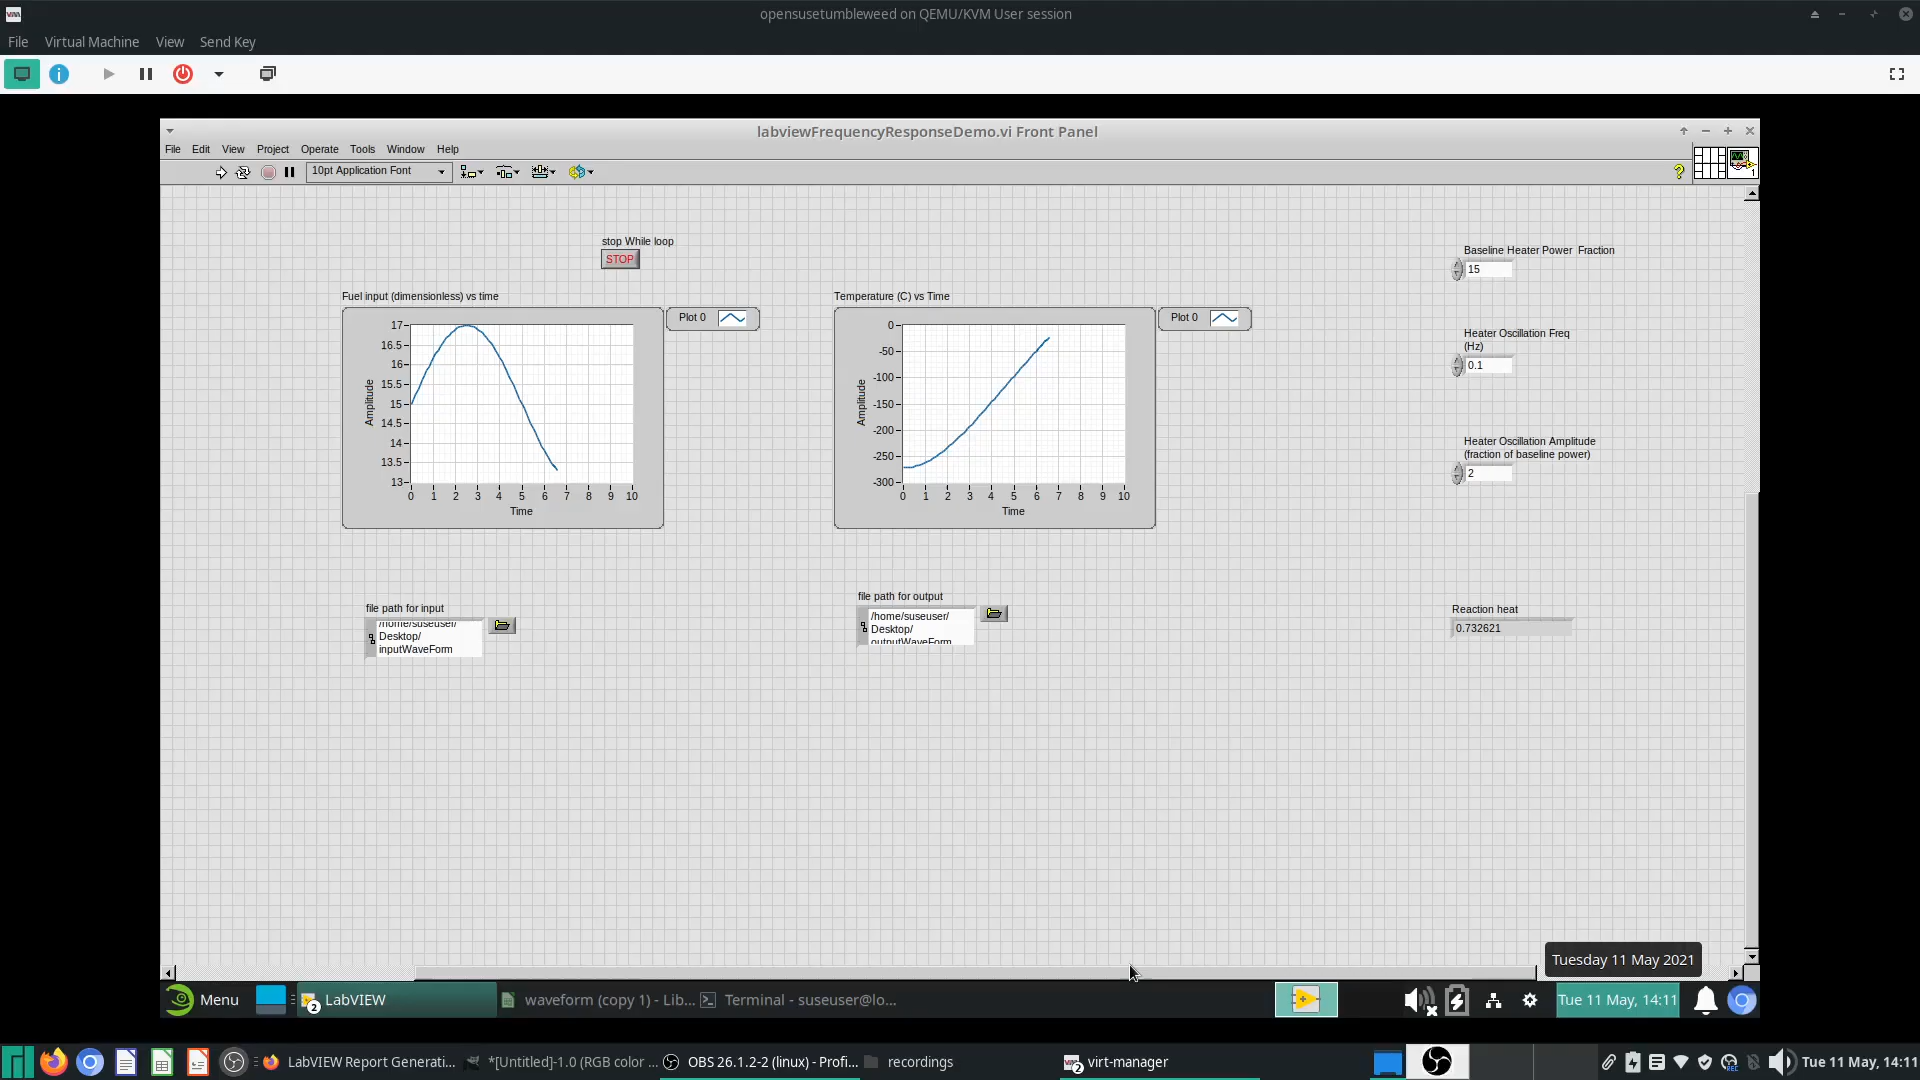 opensusetumbleweed on QEMU/KVM User session
File Virtual Machine View Send Key
labviewFrequencyResponseDemo.vi Front Panel
File Edit View Project Operate Tools Window Help
10pt Application Font
stop While loop
STOP
Baseline Heater Power Fraction
15
Fuel input (dimensionless) vs time
Plot 0
17
16.5
16
15.5
15
14.5
14
13.5
13
Amplitude
0 1 2 3 4 5 6 7 8 9 10
Time
Temperature (C) vs Time
Plot 0
0
-50
-100
-150
-200
-250
-300
Amplitude
0 1 2 3 4 5 6 7 8 9 10
Time
Heater Oscillation Freq
(Hz)
0.1
Heater Oscillation Amplitude
(fraction of baseline power)
2
file path for input
/home/suseuser/
Desktop/
inputWaveForm
file path for output
/home/suseuser/
Desktop/
outputWaveForm
Reaction heat
0.732621
Tuesday 11 May 2021
Menu 2 LabVIEW waveform (copy 1) - Lib... Terminal - suseuser@lo... Tue 11 May, 14:11
LabVIEW Report Generati... *[Untitled]-1.0 (RGB color ... OBS 26.1.2-2 (linux) - Profi... recordings 2 virt-manager Tue 11 May, 14:11